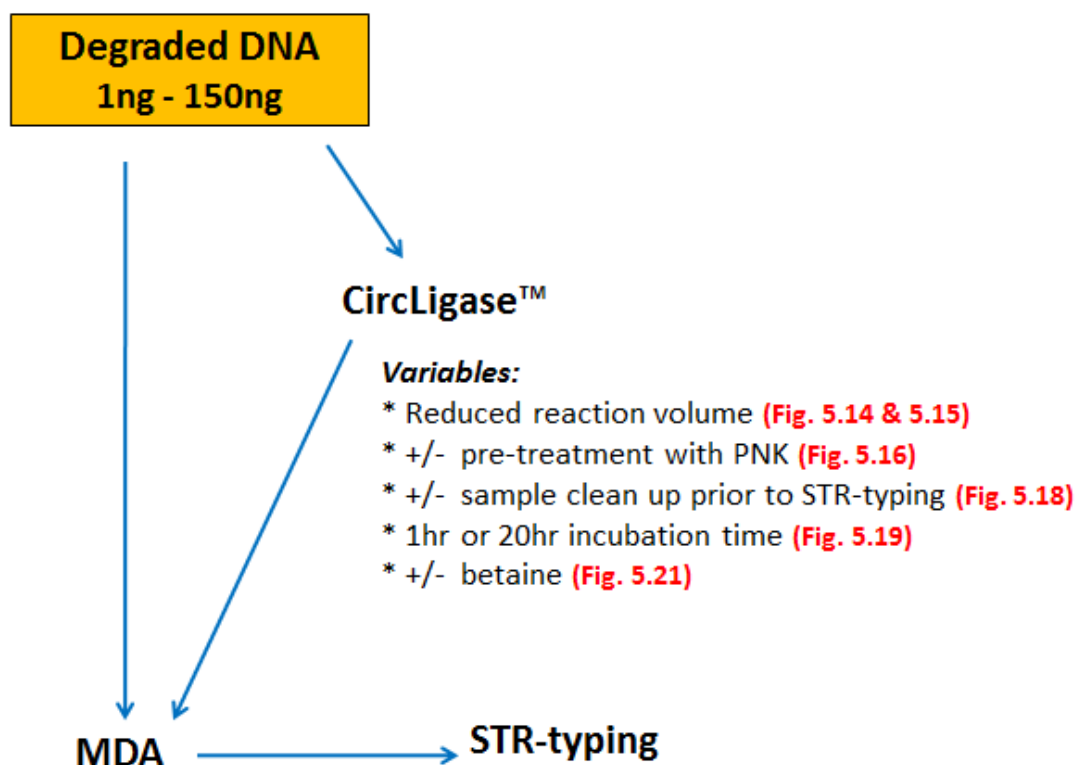 Degraded DNA
1ng - 150ng
CircLigase™
Variables:
* Reduced reaction volume (Fig. 5.14 & 5.15)
* +/- pre-treatment with PNK (Fig. 5.16)
* +/- sample clean up prior to STR-typing (Fig. 5.18)
* 1hr or 20hr incubation time (Fig. 5.19)
* +/- betaine (Fig. 5.21)
MDA
STR-typing